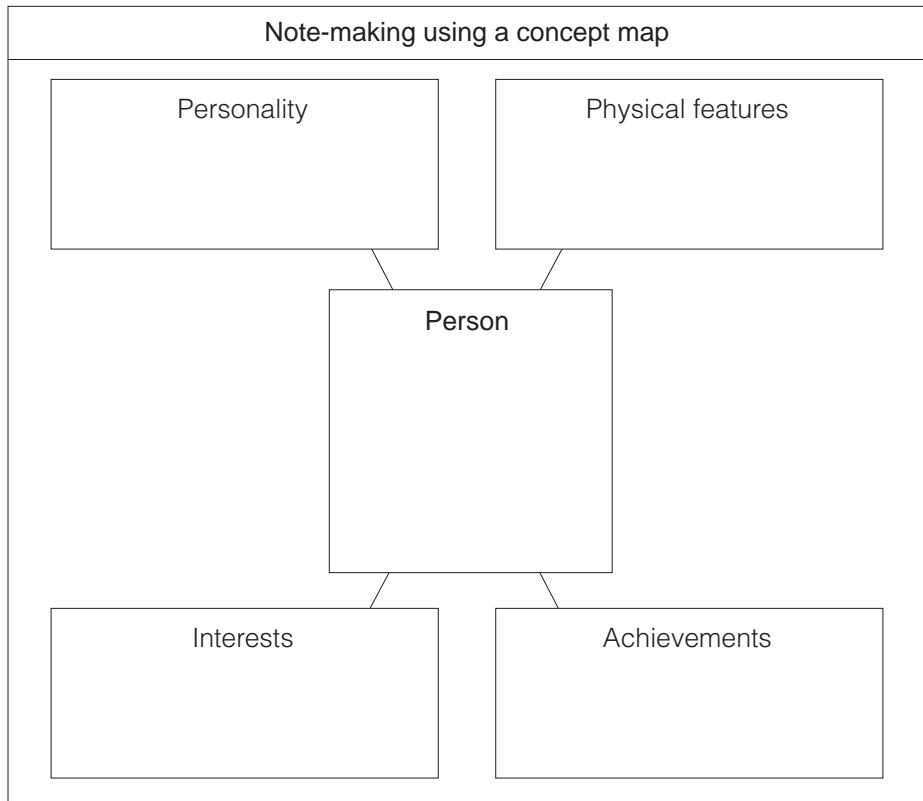 Note-making using a concept map
Personality
Physical features
Person
Interests
Achievements